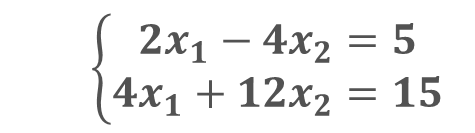 2x₁ − 4x₂ = 5
4x₁ + 12x₂ = 15